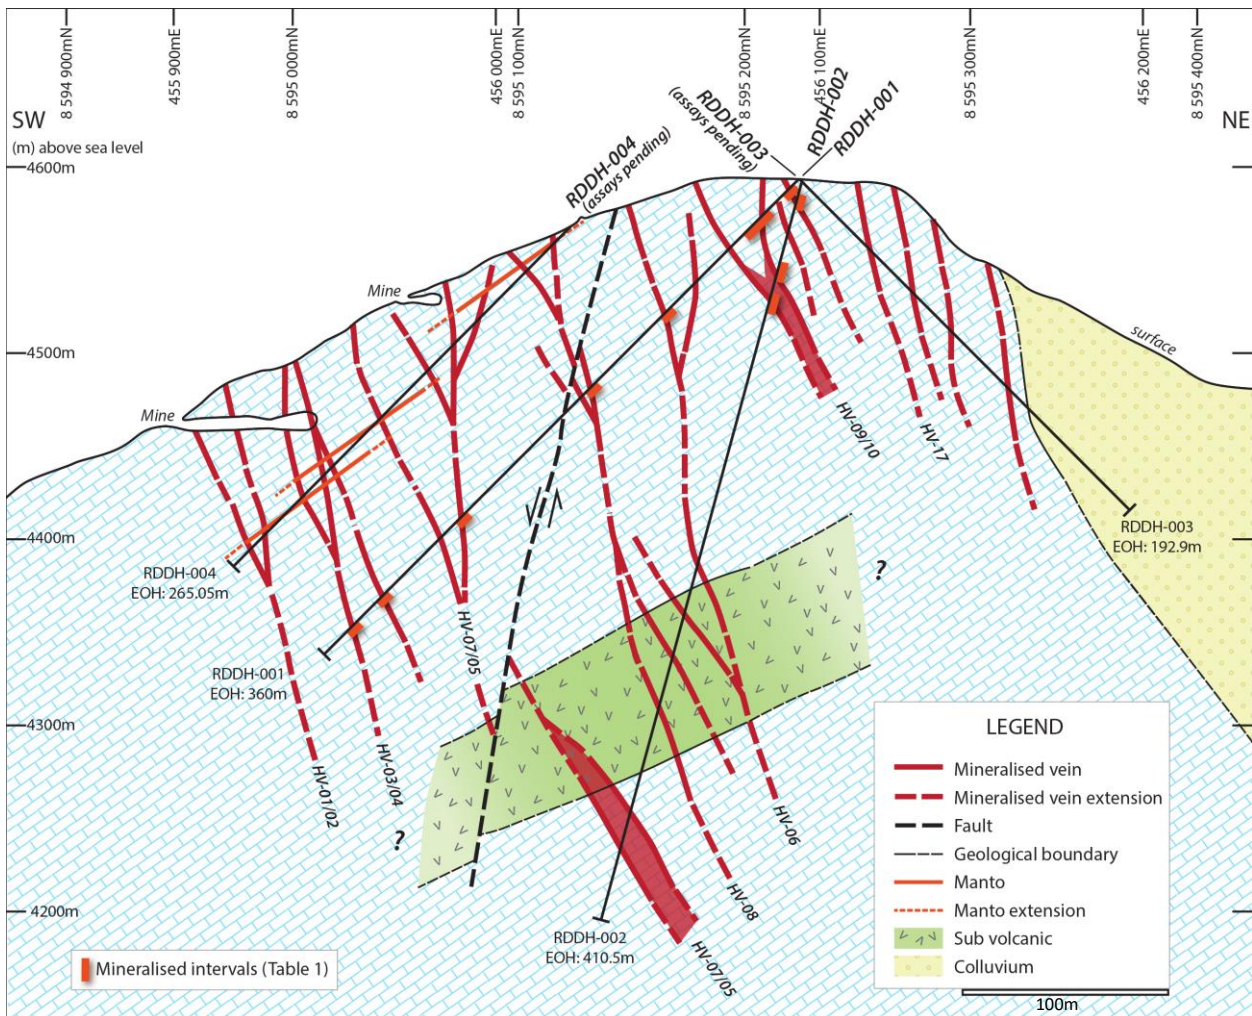 8 594 900mN
455 900mE
8 595 000mN
456 000mE
8 595 100mN
8 595 200mN
456 100mE
8 595 300mN
456 200mE
8 595 400mN
SW
NE
(m) above sea level
4600m
4500m
4400m
4300m
4200m
RDDH-004
(assays pending)
RDDH-003
(assays pending)
RDDH-002
RDDH-001
Mine
Mine
surface
HV-09/10
HV-17
RDDH-003
EOH: 192.9m
RDDH-004
EOH: 265.05m
RDDH-001
EOH: 360m
HV-07/05
HV-01/02
HV-03/04
?
?
HV-06
HV-08
HV-07/05
RDDH-002
EOH: 410.5m
Mineralised intervals (Table 1)
LEGEND
Mineralised vein
Mineralised vein extension
Fault
Geological boundary
Manto
Manto extension
Sub volcanic
Colluvium
100m